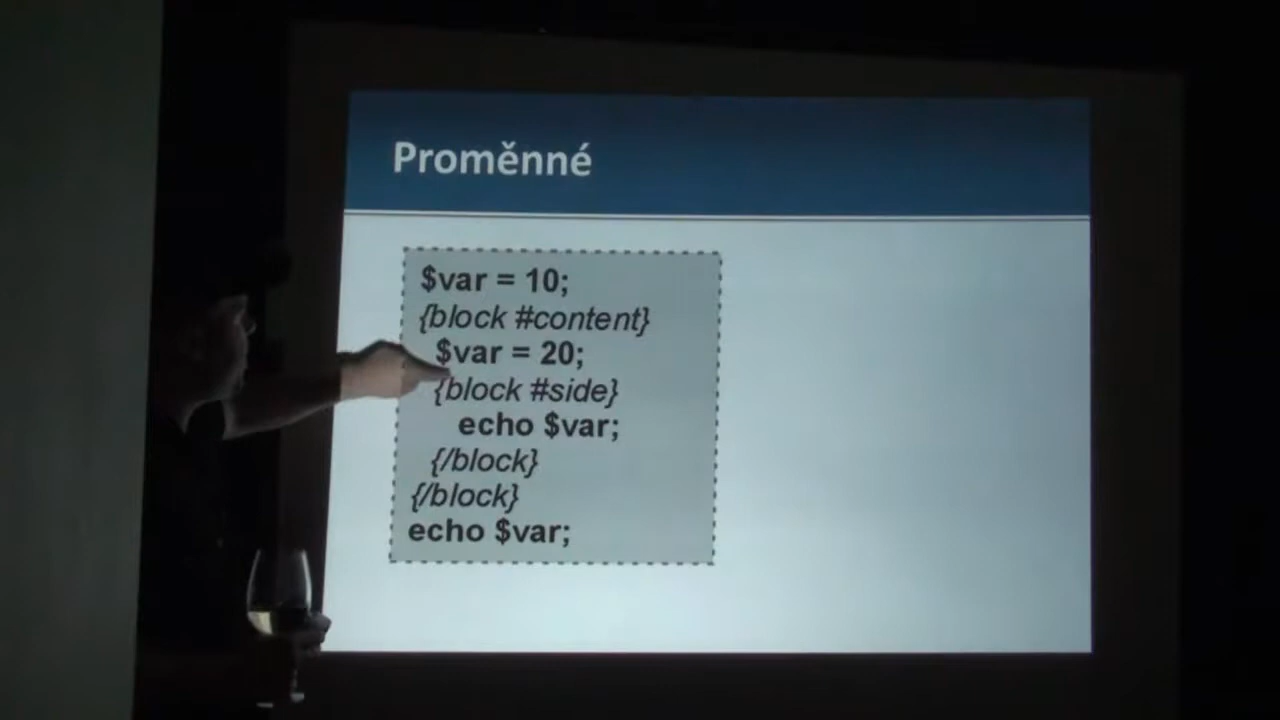 Proměnné
$var = 10;
{block #content}
$var = 20;
{block #side}
echo $var;
{/block}
{/block}
echo $var;